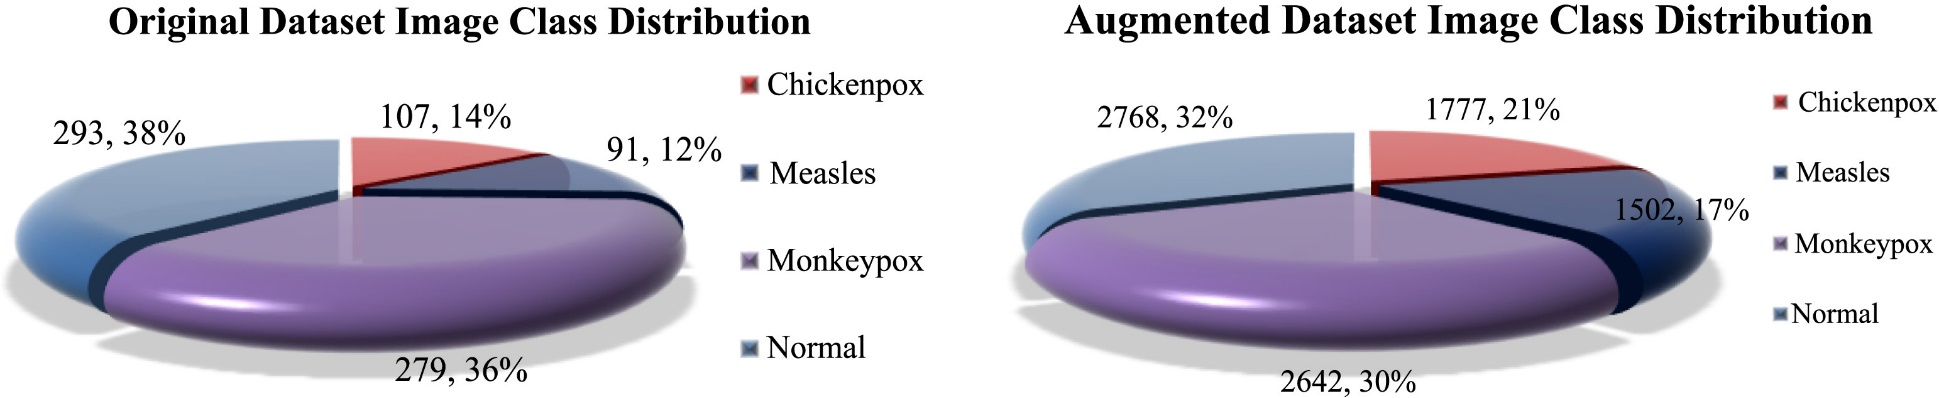 Original Dataset Image Class Distribution
107, 14%
293, 38%
91, 12%
279, 36%
Chickenpox
Measles
Monkeypox
Normal
Augmented Dataset Image Class Distribution
2768, 32%
1777, 21%
1502, 17%
2642, 30%
Chickenpox
Measles
Monkeypox
Normal